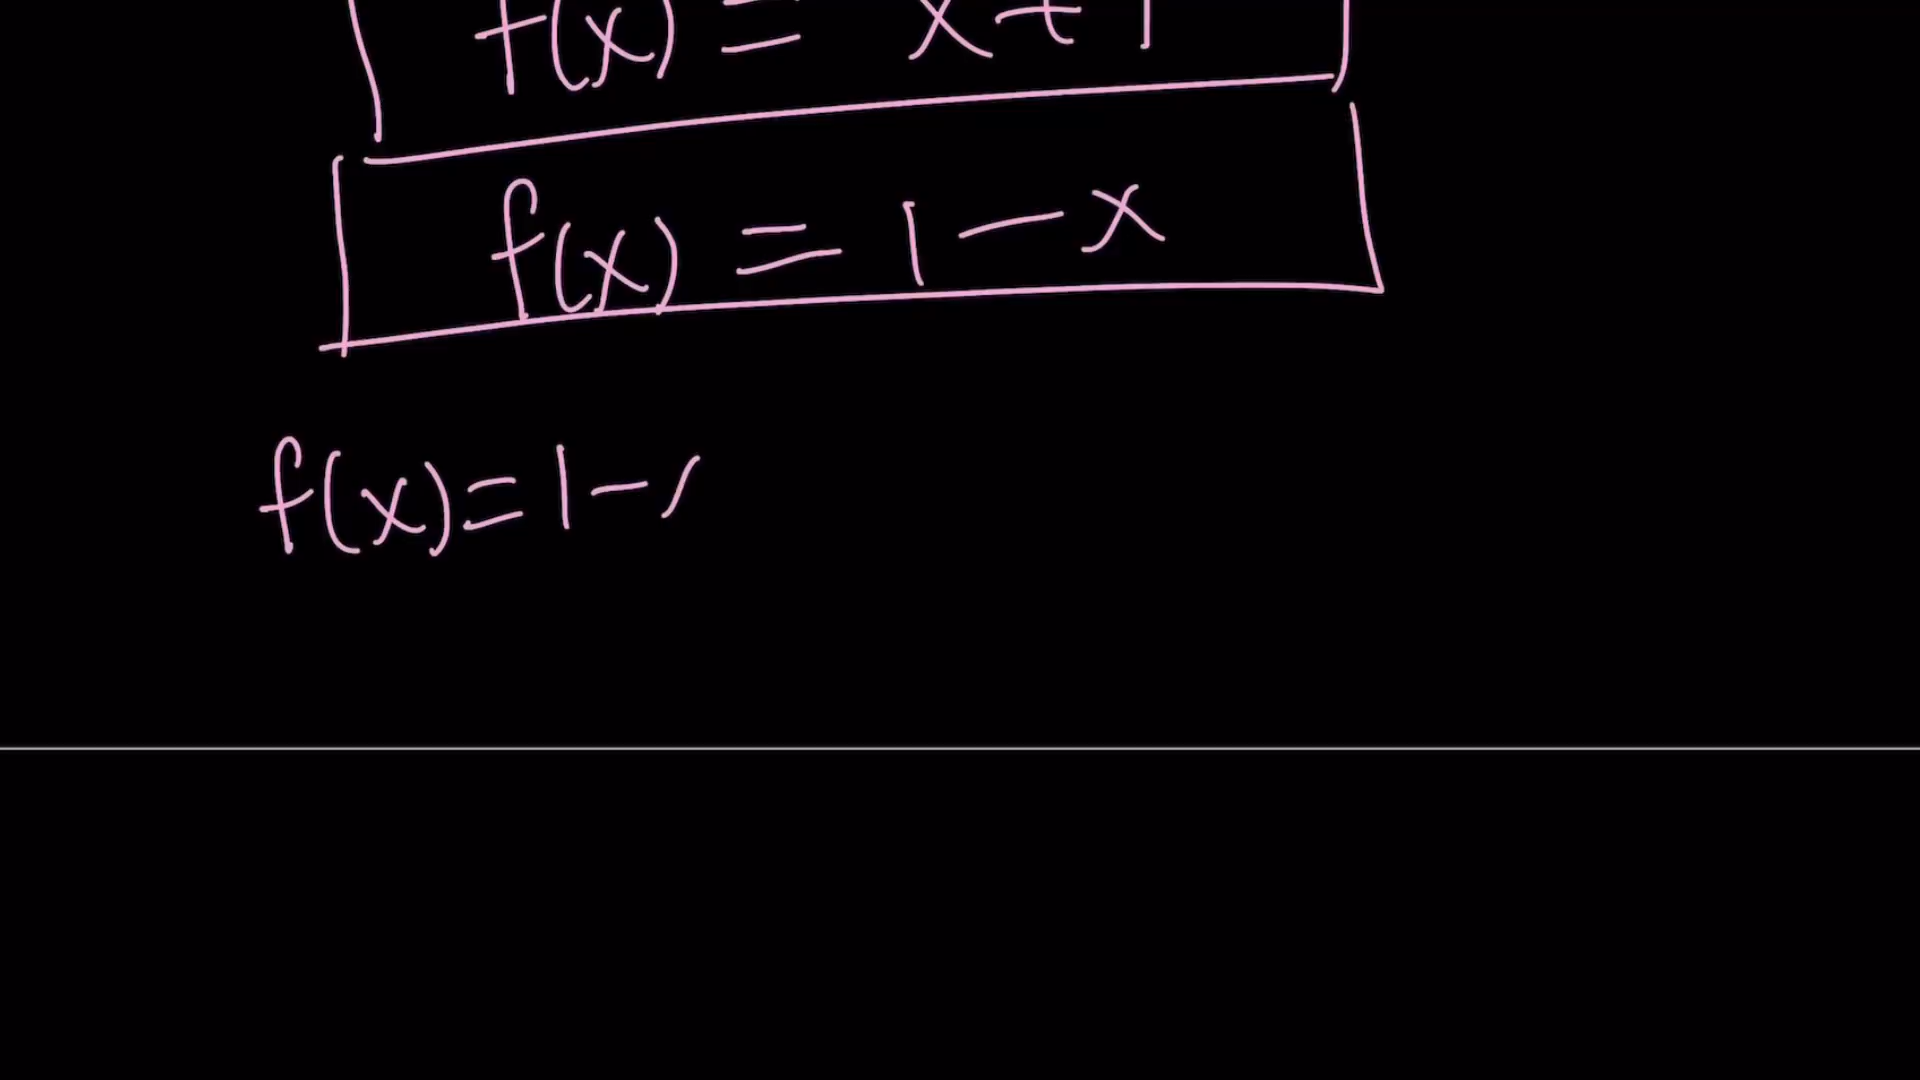 f(x) = x + 1
f(x) = 1 - x
f(x) = 1 -